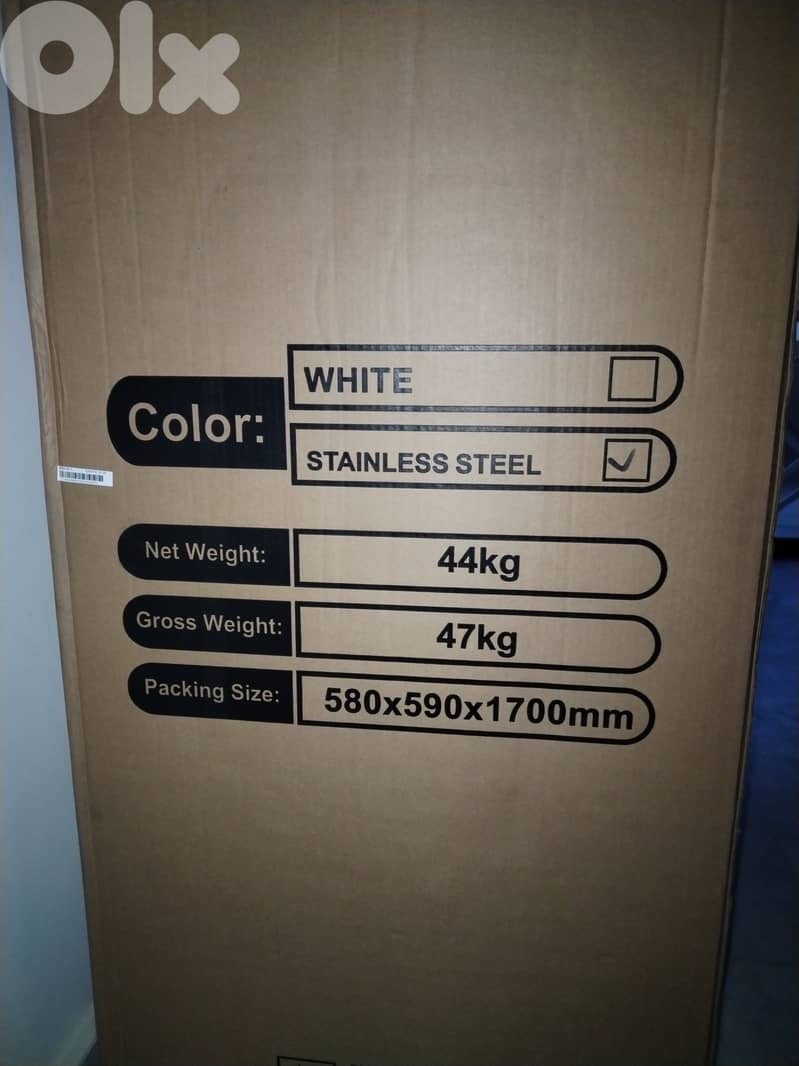 olx
WHITE
Color:
STAINLESS STEEL
Net Weight: 44kg
Gross Weight: 47kg
Packing Size: 580x590x1700mm